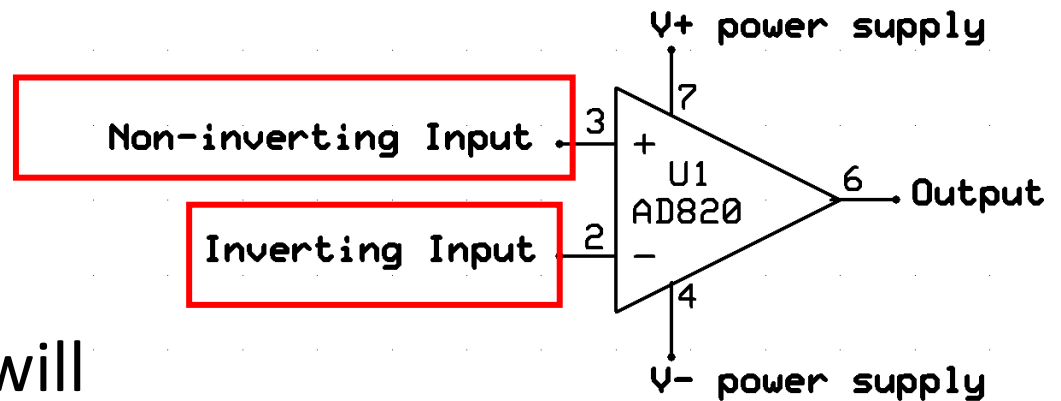 V+ power supply
7
Non-inverting Input
3
+
U1
AD820
6
Output
Inverting Input
2
-
4
will
V- power supply